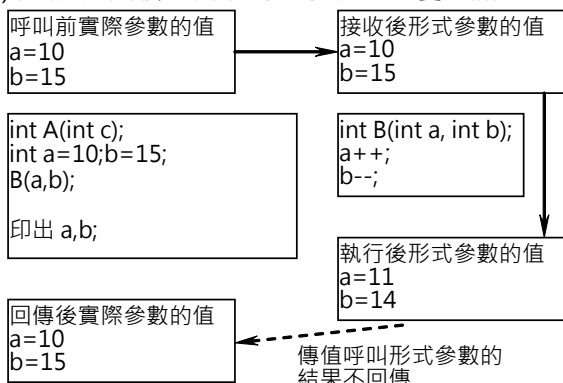 呼叫前實際參數的值
a=10
b=15
接收後形式參數的值
a=10
b=15
int A(int c);
int a=10;b=15;
B(a,b);
印出 a,b;
int B(int a, int b);
a++;
b--;
執行後形式參數的值
a=11
b=14
回傳後實際參數的值
a=10
b=15
傳值呼叫形式參數的
結果不回傳